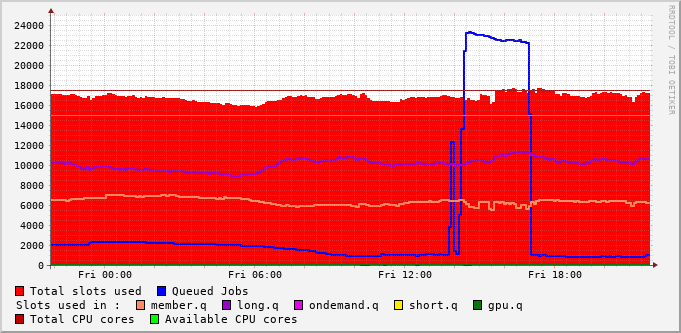 RRDTOOL / TOBI OETIKER
24000
22000
20000
18000
16000
14000
12000
10000
8000
6000
4000
2000
0
Fri 00:00 Fri 06:00 Fri 12:00 Fri 18:00
Total slots used Queued Jobs
Slots used in : member.q long.q ondemand.q short.q gpu.q
Total CPU cores Available CPU cores